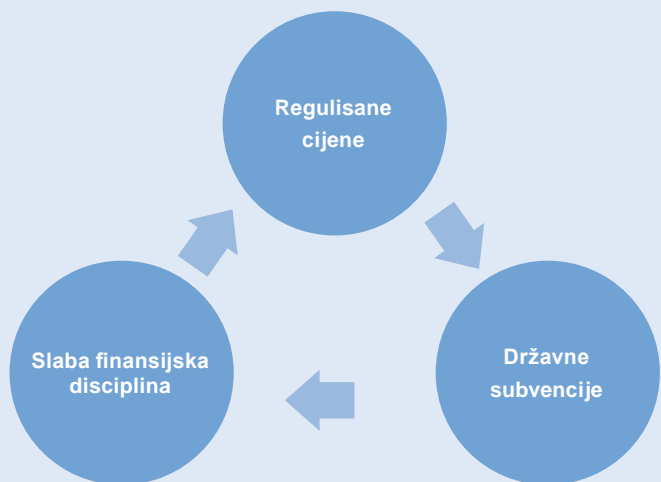 Regulisane
cijene
Slaba finansijska
disciplina
Državne
subvencije